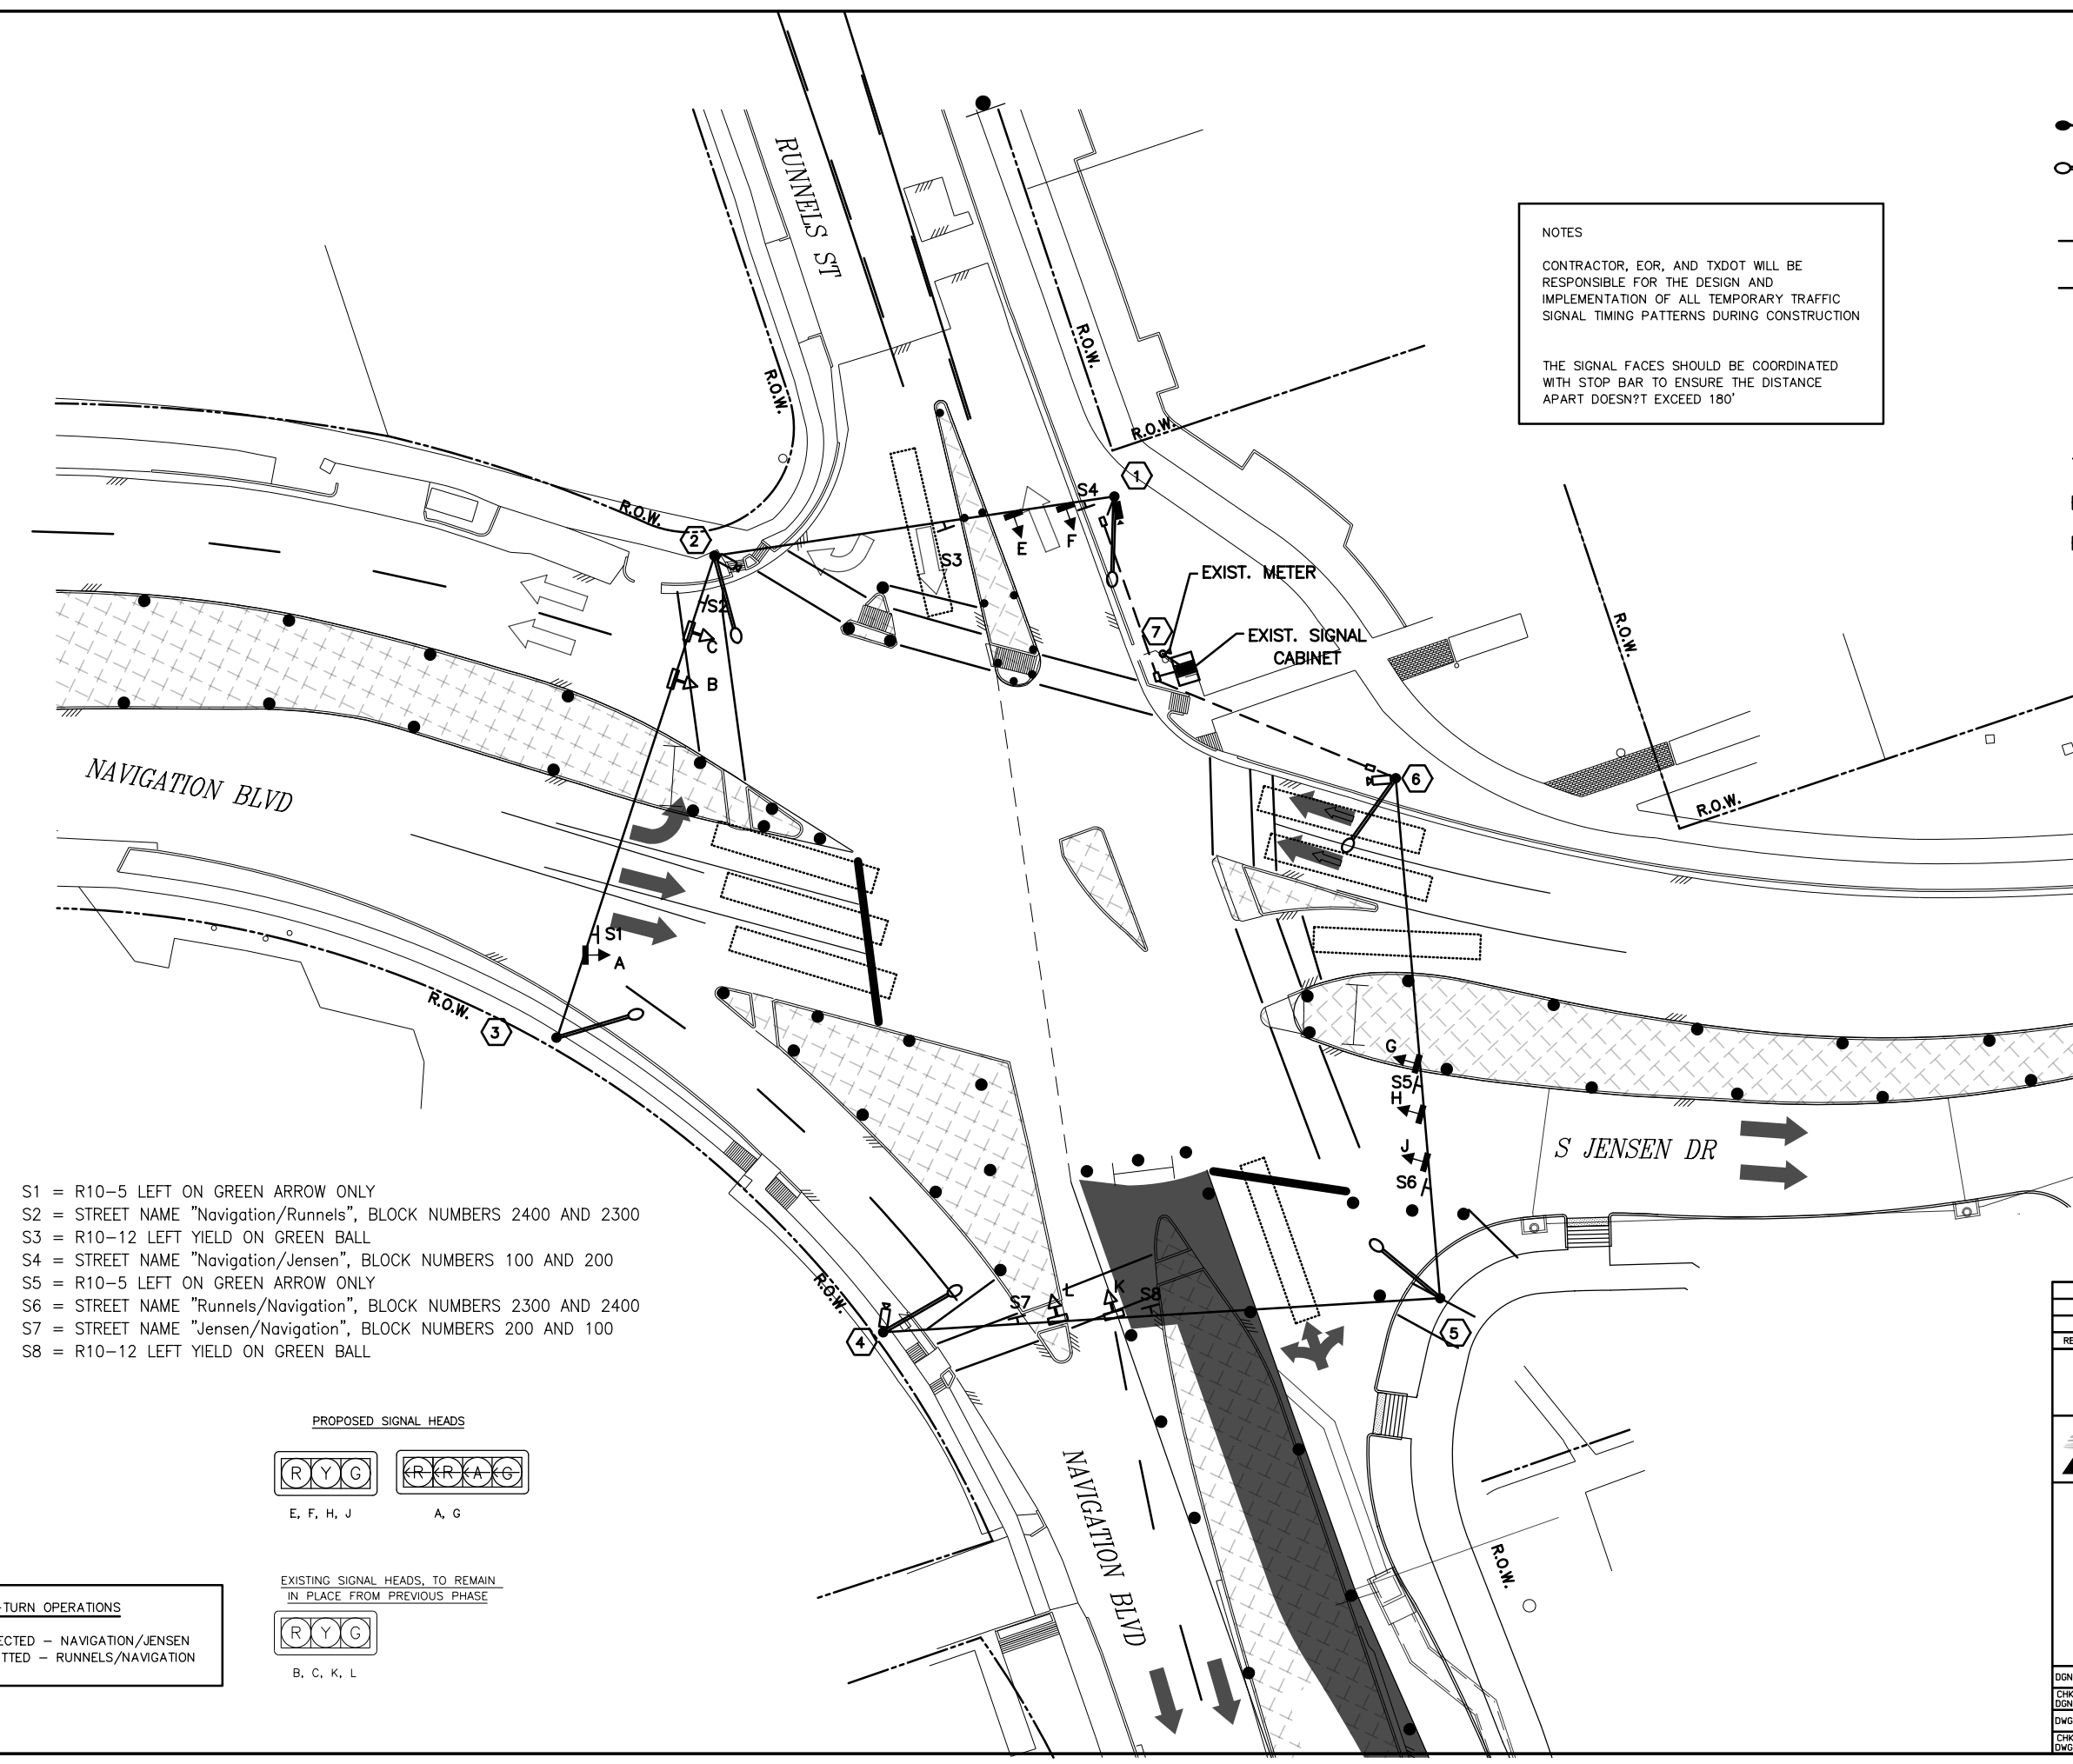 RUNNELS ST
NOTES
CONTRACTOR, EOR, AND TXDOT WILL BE
RESPONSIBLE FOR THE DESIGN AND
IMPLEMENTATION OF ALL TEMPORARY TRAFFIC
SIGNAL TIMING PATTERNS DURING CONSTRUCTION
THE SIGNAL FACES SHOULD BE COORDINATED
WITH STOP BAR TO ENSURE THE DISTANCE
APART DOESN?T EXCEED 180'
R.O.W.
R.O.W.
R.O.W.
R.O.W.
1
S4
2
E
F
S3
EXIST. METER
S2
7
EXIST. SIGNAL
CABINET
C
B
R.O.W.
6
R.O.W.
NAVIGATION BLVD
S1
A
R.O.W.
3
G
S5
H
J
S6
S JENSEN DR
S1 = R10-5 LEFT ON GREEN ARROW ONLY
S2 = STREET NAME "Navigation/Runnels", BLOCK NUMBERS 2400 AND 2300
S3 = R10-12 LEFT YIELD ON GREEN BALL
S4 = STREET NAME "Navigation/Jensen", BLOCK NUMBERS 100 AND 200
S5 = R10-5 LEFT ON GREEN ARROW ONLY
S6 = STREET NAME "Runnels/Navigation", BLOCK NUMBERS 2300 AND 2400
S7 = STREET NAME "Jensen/Navigation", BLOCK NUMBERS 200 AND 100
S8 = R10-12 LEFT YIELD ON GREEN BALL
R.O.W.
S7
L
K
S8
4
5
RE
PROPOSED SIGNAL HEADS
R Y G
R R A G
E, F, H, J
A, G
NAVIGATION BLVD
R.O.W.
EXISTING SIGNAL HEADS, TO REMAIN
IN PLACE FROM PREVIOUS PHASE
R Y G
B, C, K, L
-TURN OPERATIONS
ECTED - NAVIGATION/JENSEN
TTED - RUNNELS/NAVIGATION
DGN
CHK
DGN
DWG
CHK
DWG